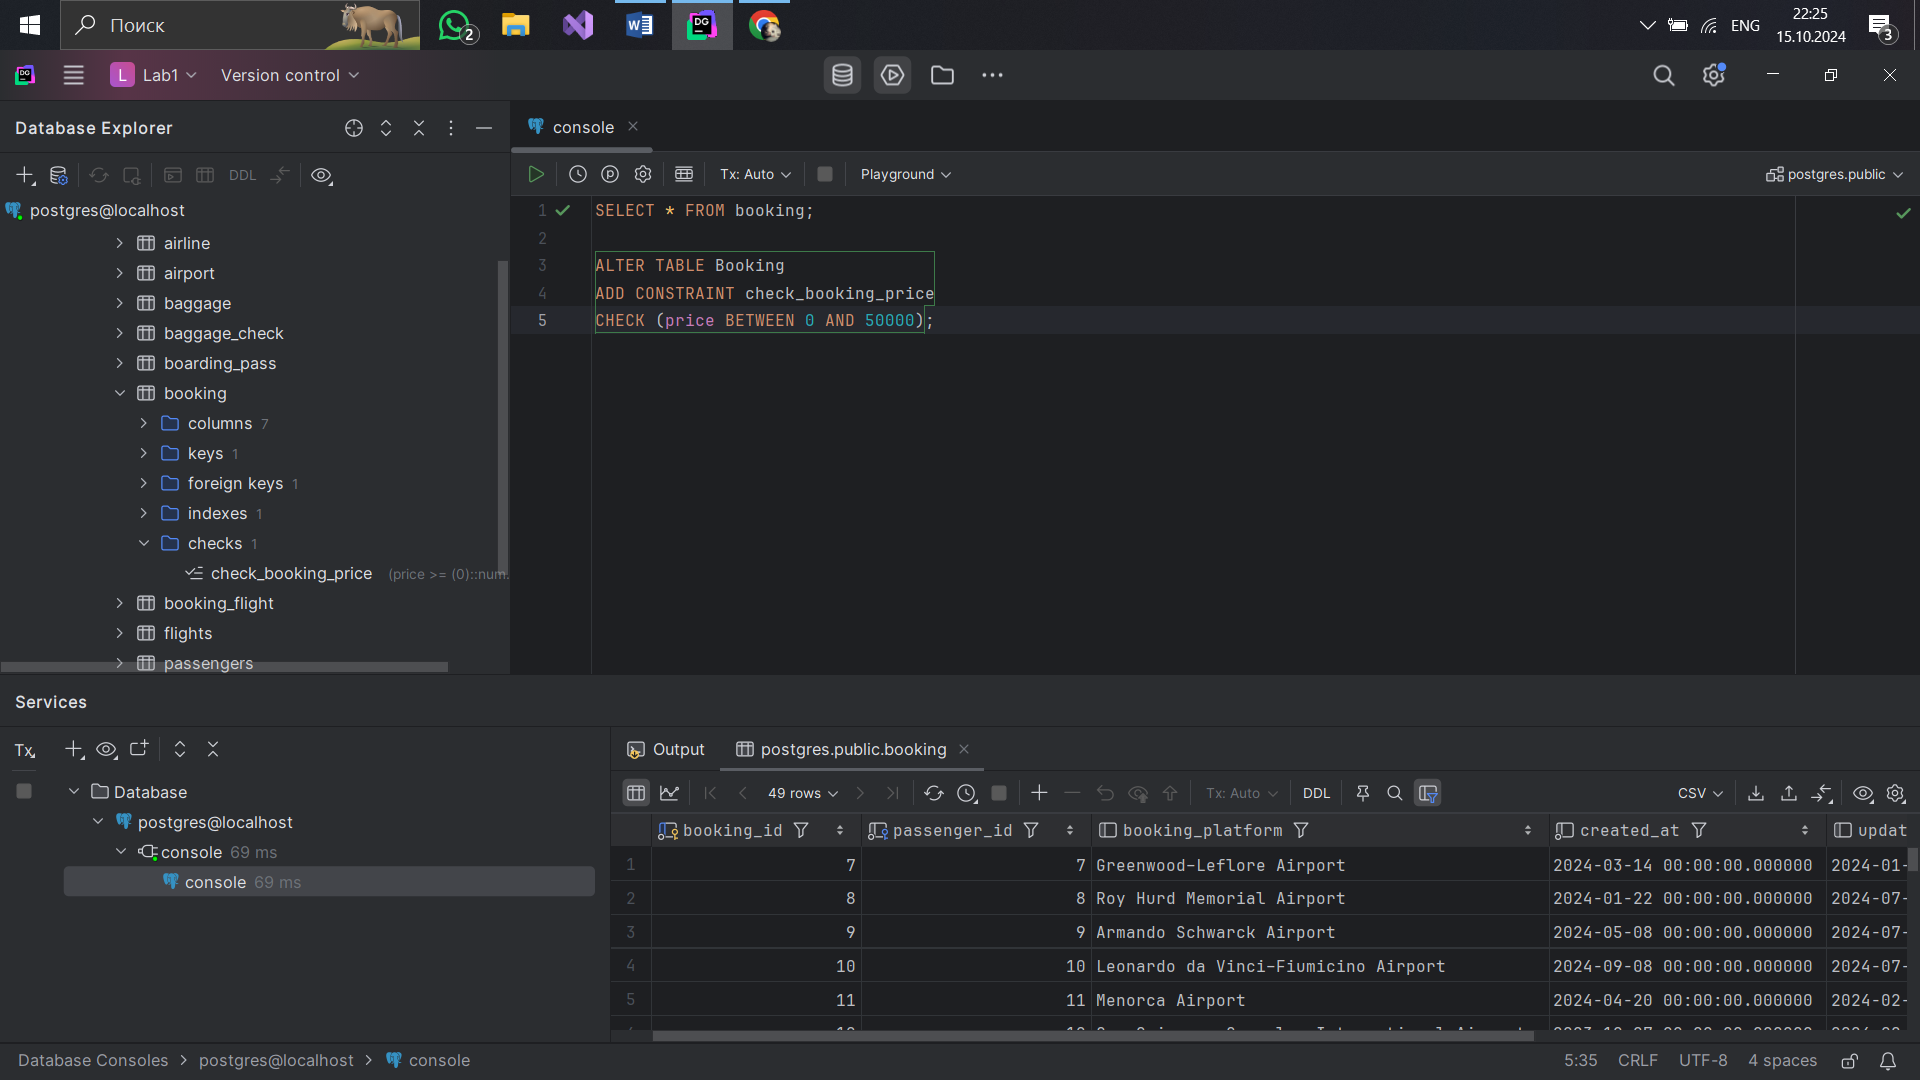 Поиск
2
DG
ENG
22:25
15.10.2024
3
DG
L Lab1
Version control
Database Explorer
console
DDL
Tx: Auto
Playground
postgres.public
postgres@localhost
airline
airport
baggage
baggage_check
boarding_pass
booking
columns 7
keys 1
foreign keys 1
indexes 1
checks 1
check_booking_price (price >= (0)::num.
booking_flight
flights
passengers
1 SELECT * FROM booking;
2
3 ALTER TABLE Booking
4 ADD CONSTRAINT check_booking_price
5 CHECK (price BETWEEN 0 AND 50000);
Services
Tx
Database
postgres@localhost
console 69 ms
console 69 ms
Output
postgres.public.booking
49 rows
Tx: Auto
DDL
CSV
booking_id passenger_id booking_platform created_at updat
1 7 7 Greenwood-Leflore Airport 2024-03-14 00:00:00.000000 2024-01-
2 8 8 Roy Hurd Memorial Airport 2024-01-22 00:00:00.000000 2024-07-
3 9 9 Armando Schwarck Airport 2024-05-08 00:00:00.000000 2024-07-
4 10 10 Leonardo da Vinci–Fiumicino Airport 2024-09-08 00:00:00.000000 2024-07-
5 11 11 Menorca Airport 2024-04-20 00:00:00.000000 2024-02-
Database Consoles > postgres@localhost > console
5:35 CRLF UTF-8 4 spaces